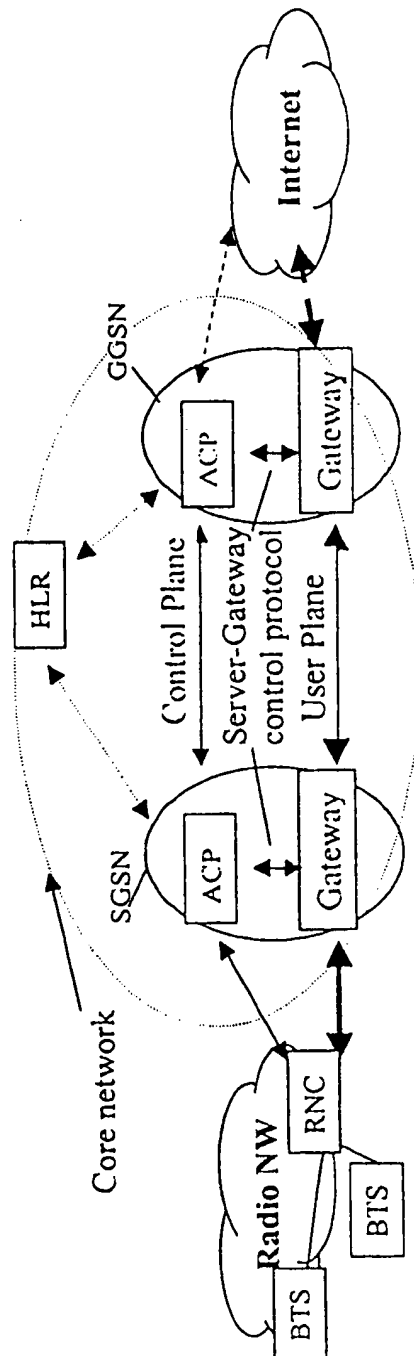 Core network
HLR
SGSN
GGSN
ACP
Control Plane
ACP
Server-Gateway
control protocol
User Plane
Gateway
Gateway
Radio NW
RNC
BTS
BTS
Internet